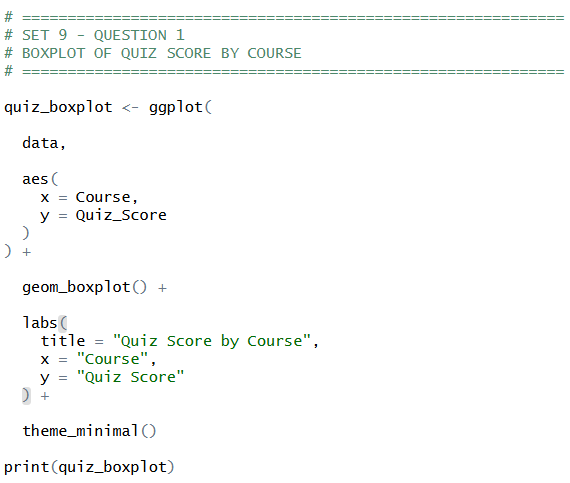 # ============================================================
# SET 9 - QUESTION 1
# BOXPLOT OF QUIZ SCORE BY COURSE
# ============================================================
quiz_boxplot <- ggplot(
  data,
  aes(
    x = Course,
    y = Quiz_Score
  )
) +
  geom_boxplot() +
  labs(
    title = "Quiz Score by Course",
    x = "Course",
    y = "Quiz Score"
  ) +
  theme_minimal()
print(quiz_boxplot)